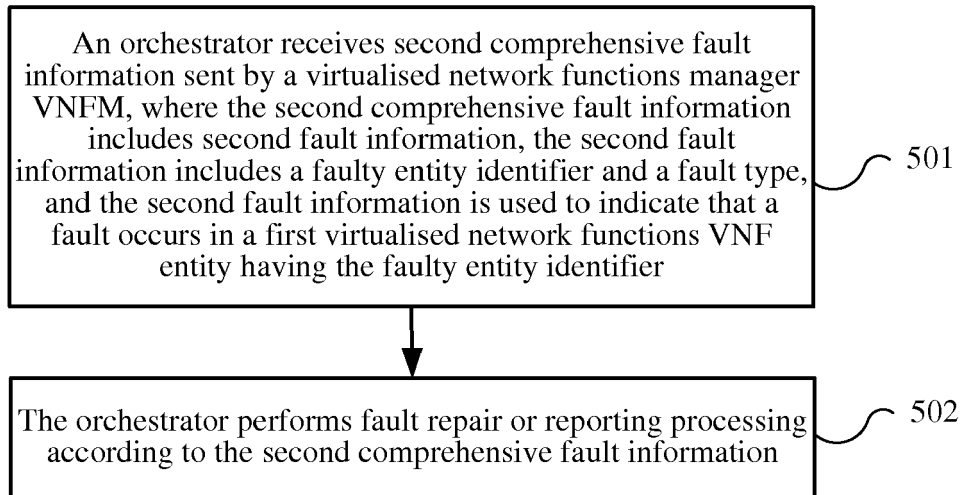 An orchestrator receives second comprehensive fault
information sent by a virtualised network functions manager
VNFM, where the second comprehensive fault information
includes second fault information, the second fault
information includes a faulty entity identifier and a fault type,
and the second fault information is used to indicate that a
fault occurs in a first virtualised network functions VNF
entity having the faulty entity identifier
501
The orchestrator performs fault repair or reporting processing
according to the second comprehensive fault information
502